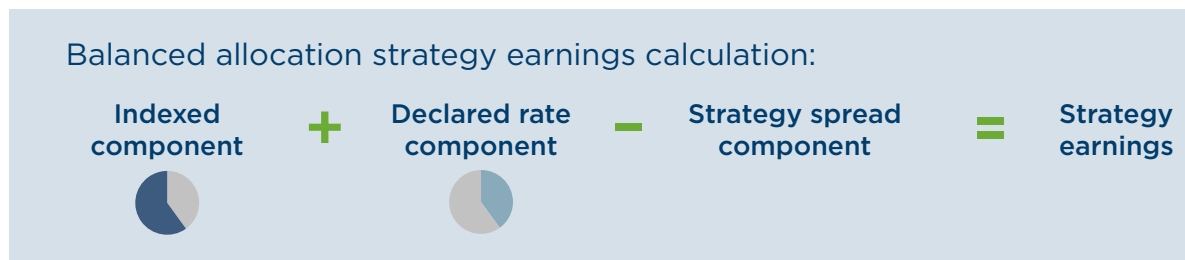 Balanced allocation strategy earnings calculation:
Indexed component + Declared rate component − Strategy spread component = Strategy earnings